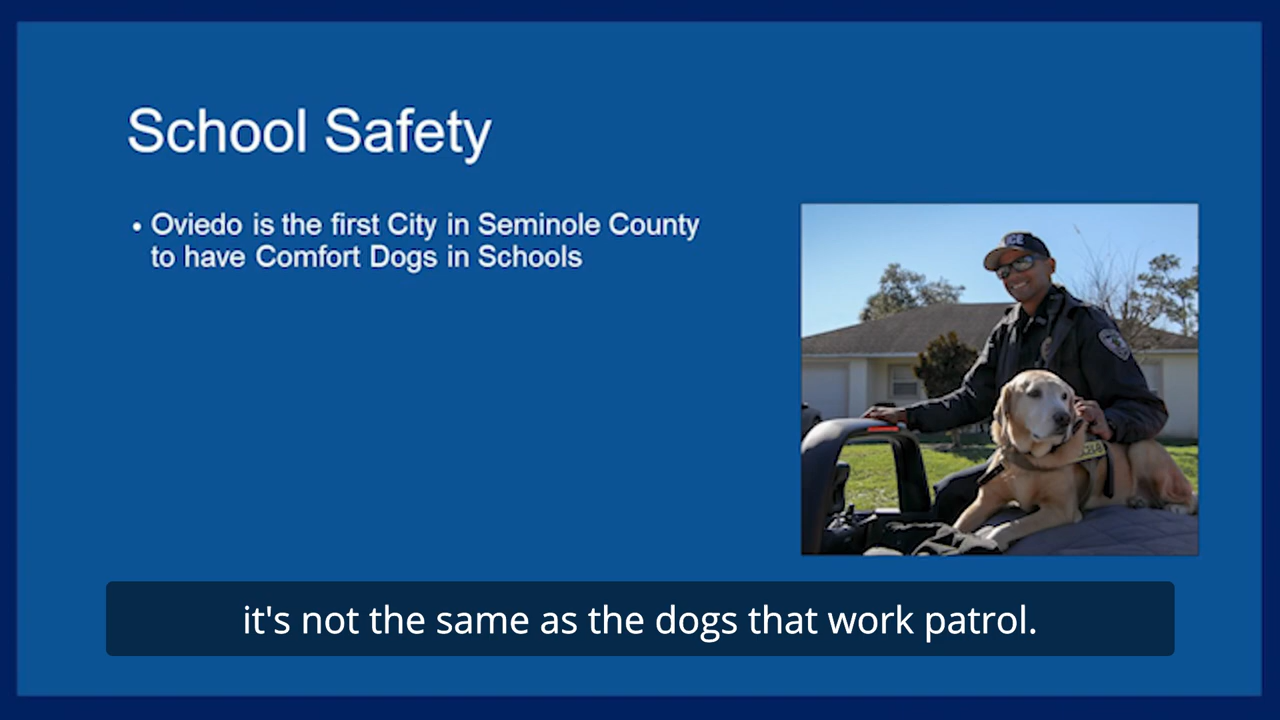 School Safety
• Oviedo is the first City in Seminole County
to have Comfort Dogs in Schools
it's not the same as the dogs that work patrol.